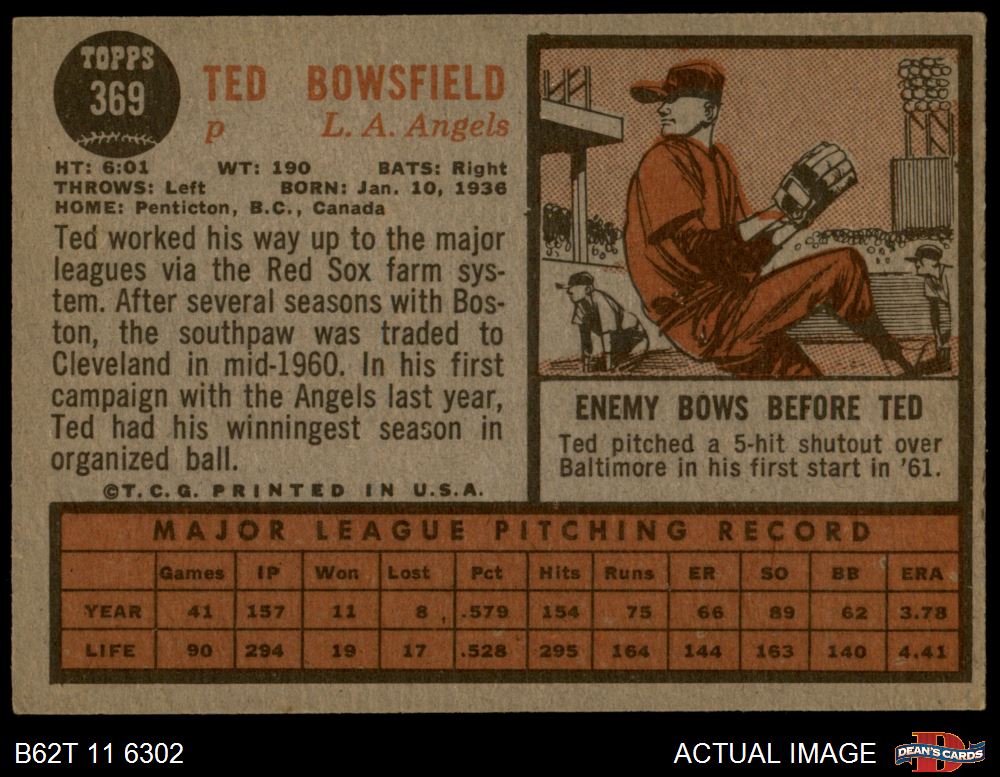 TOPPS
369
TED BOWSFIELD
p L. A. Angels
HT: 6:01 WT: 190 BATS: Right
THROWS: Left BORN: Jan. 10, 1936
HOME: Penticton, B.C., Canada
Ted worked his way up to the major
leagues via the Red Sox farm sys-
tem. After several seasons with Bos-
ton, the southpaw was traded to
Cleveland in mid-1960. In his first
campaign with the Angels last year,
Ted had his winningest season in
organized ball.
©T. C. G. PRINTED IN U.S.A.
ENEMY BOWS BEFORE TED
Ted pitched a 5-hit shutout over
Baltimore in his first start in '61.
MAJOR LEAGUE PITCHING RECORD
Games IP Won Lost Pct Hits Runs ER SO BB ERA
YEAR 41 157 11 8 .579 154 75 66 89 62 3.78
LIFE 90 294 19 17 .528 295 164 144 163 140 4.41
B62T 11 6302
ACTUAL IMAGE
DEAN'S CARDS